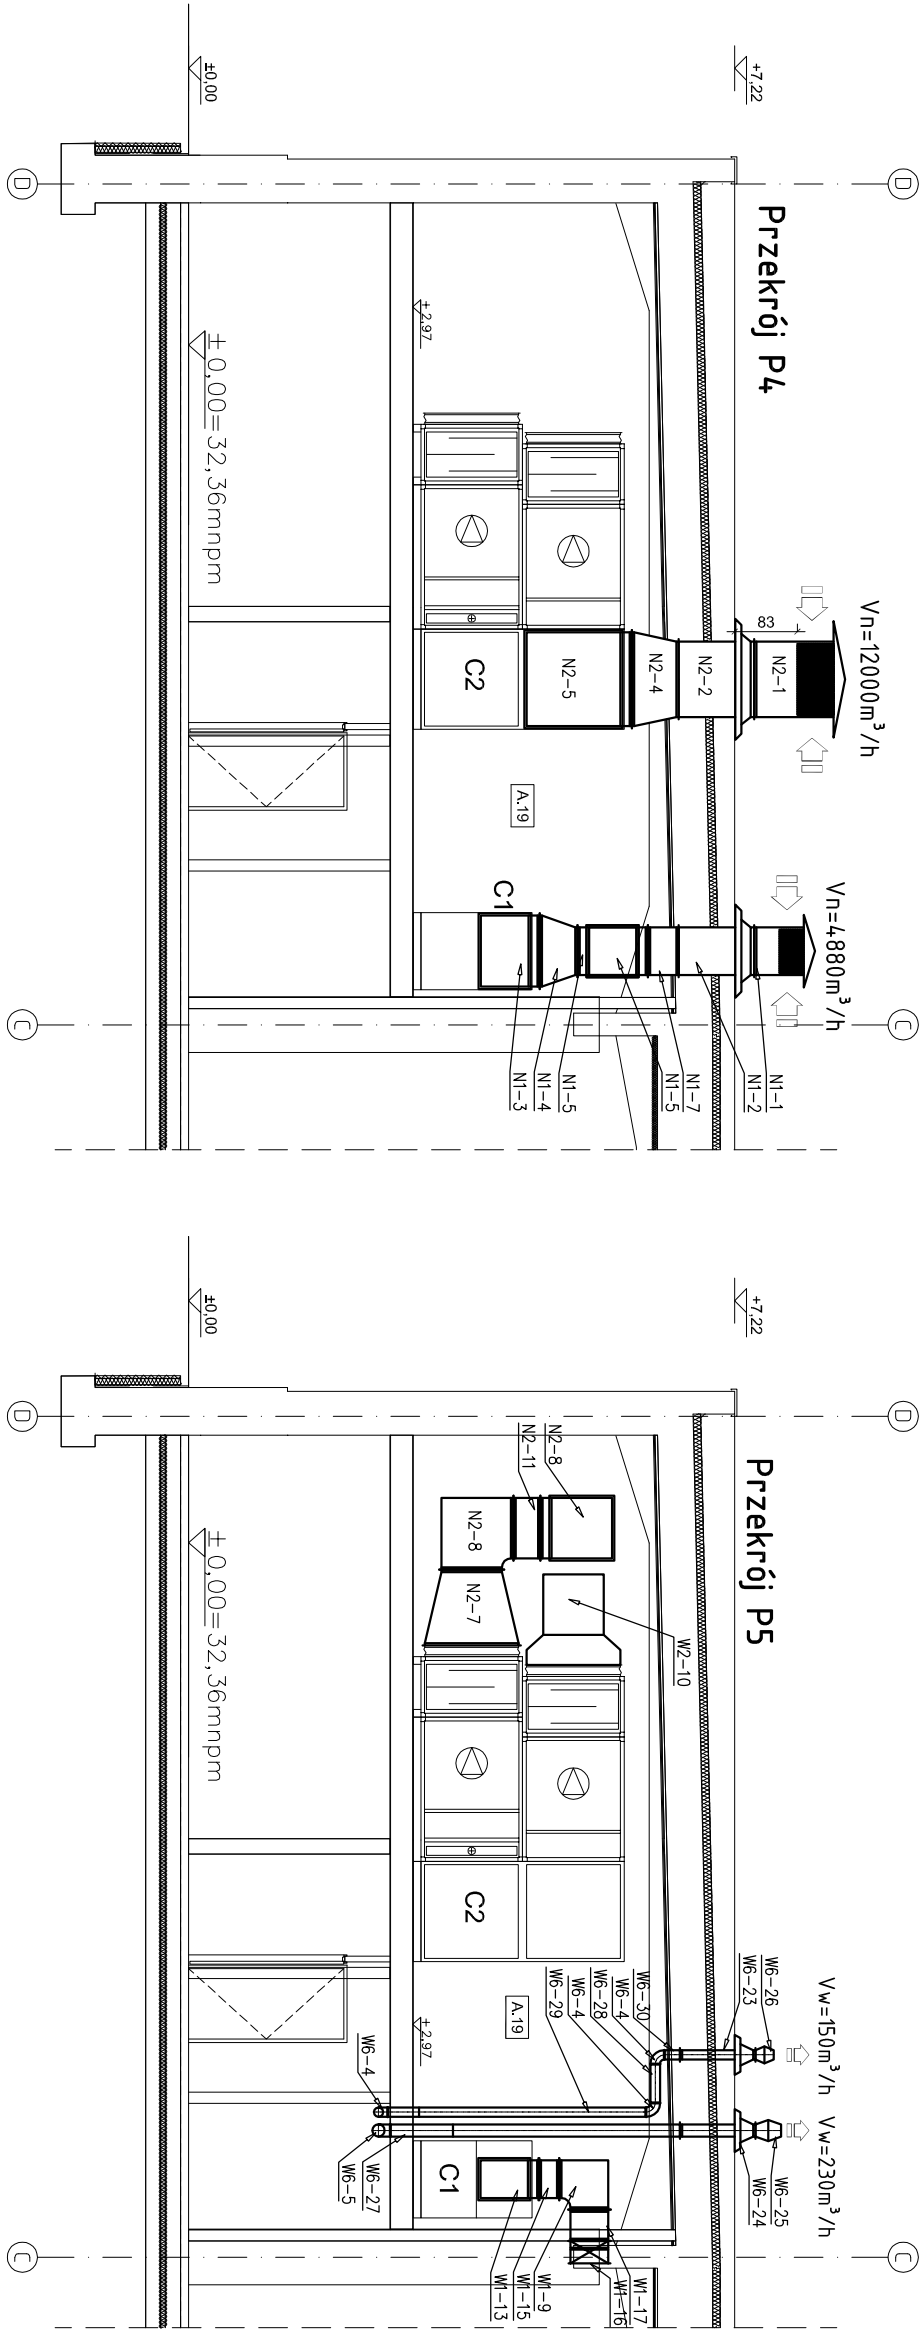 Przekrój P4
+7,22
±0,00
D
D
Vn=12000m³/h
Vn=4880m³/h
83
N2-1
N2-2
N2-4
N2-5
C2
+2,97
±0,00=32,36mnpm
A.19
C1
C
C
N1-1
N1-2
N1-7
N1-5
N1-5
N1-4
N1-3
Przekrój P5
+7,22
±0,00
D
D
N2-8
N2-11
N2-8
N2-7
W2-10
±0,00=32,36mnpm
C2
A.19
+2,97
Vw=150m³/h
Vw=230m³/h
W6-26
W6-23
W6-30
W6-4
W6-28
W6-4
W6-29
W6-4
W6-25
W6-24
W6-27
W6-5
C1
W1-17
W1-16
W1-9
W1-15
W1-13
C
C